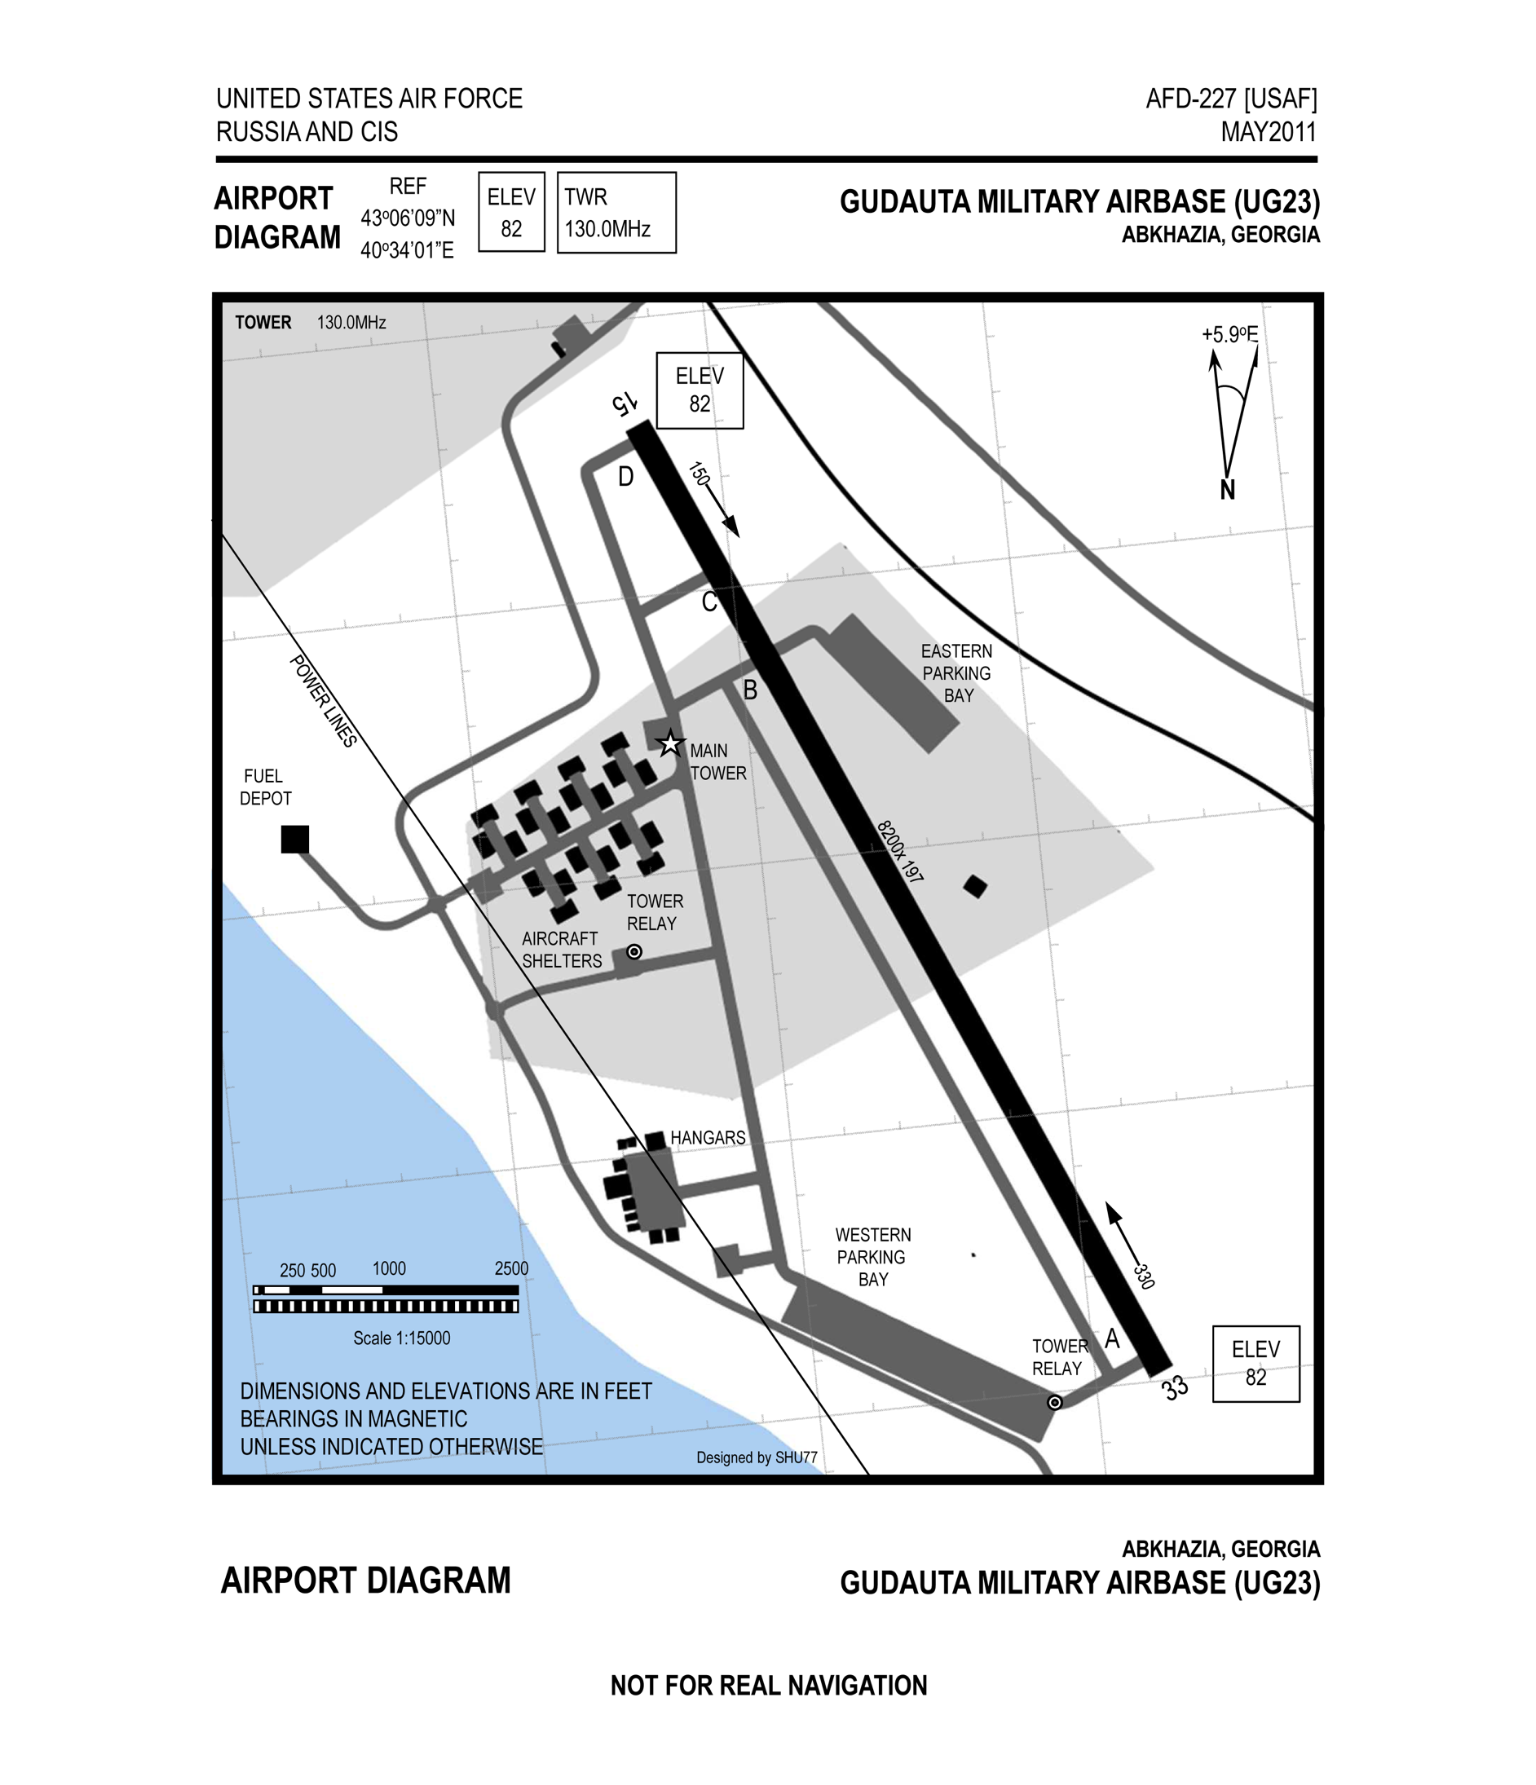 UNITED STATES AIR FORCE
RUSSIA AND CIS
AFD-227 [USAF]
MAY2011
AIRPORT
DIAGRAM
REF
43º06'09"N
40º34'01"E
ELEV
82
TWR
130.0MHz
GUDAUTA MILITARY AIRBASE (UG23)
ABKHAZIA, GEORGIA
TOWER 130.0MHz
+5.9ºE
N
ELEV
82
15
D
150
C
EASTERN
PARKING
BAY
B
POWER LINES
MAIN
TOWER
FUEL
DEPOT
8200x 197
TOWER
RELAY
AIRCRAFT
SHELTERS
HANGARS
WESTERN
PARKING
BAY
330
250 500 1000 2500
Scale 1:15000
TOWER
RELAY
A
33
ELEV
82
DIMENSIONS AND ELEVATIONS ARE IN FEET
BEARINGS IN MAGNETIC
UNLESS INDICATED OTHERWISE
Designed by SHU77
AIRPORT DIAGRAM
ABKHAZIA, GEORGIA
GUDAUTA MILITARY AIRBASE (UG23)
NOT FOR REAL NAVIGATION